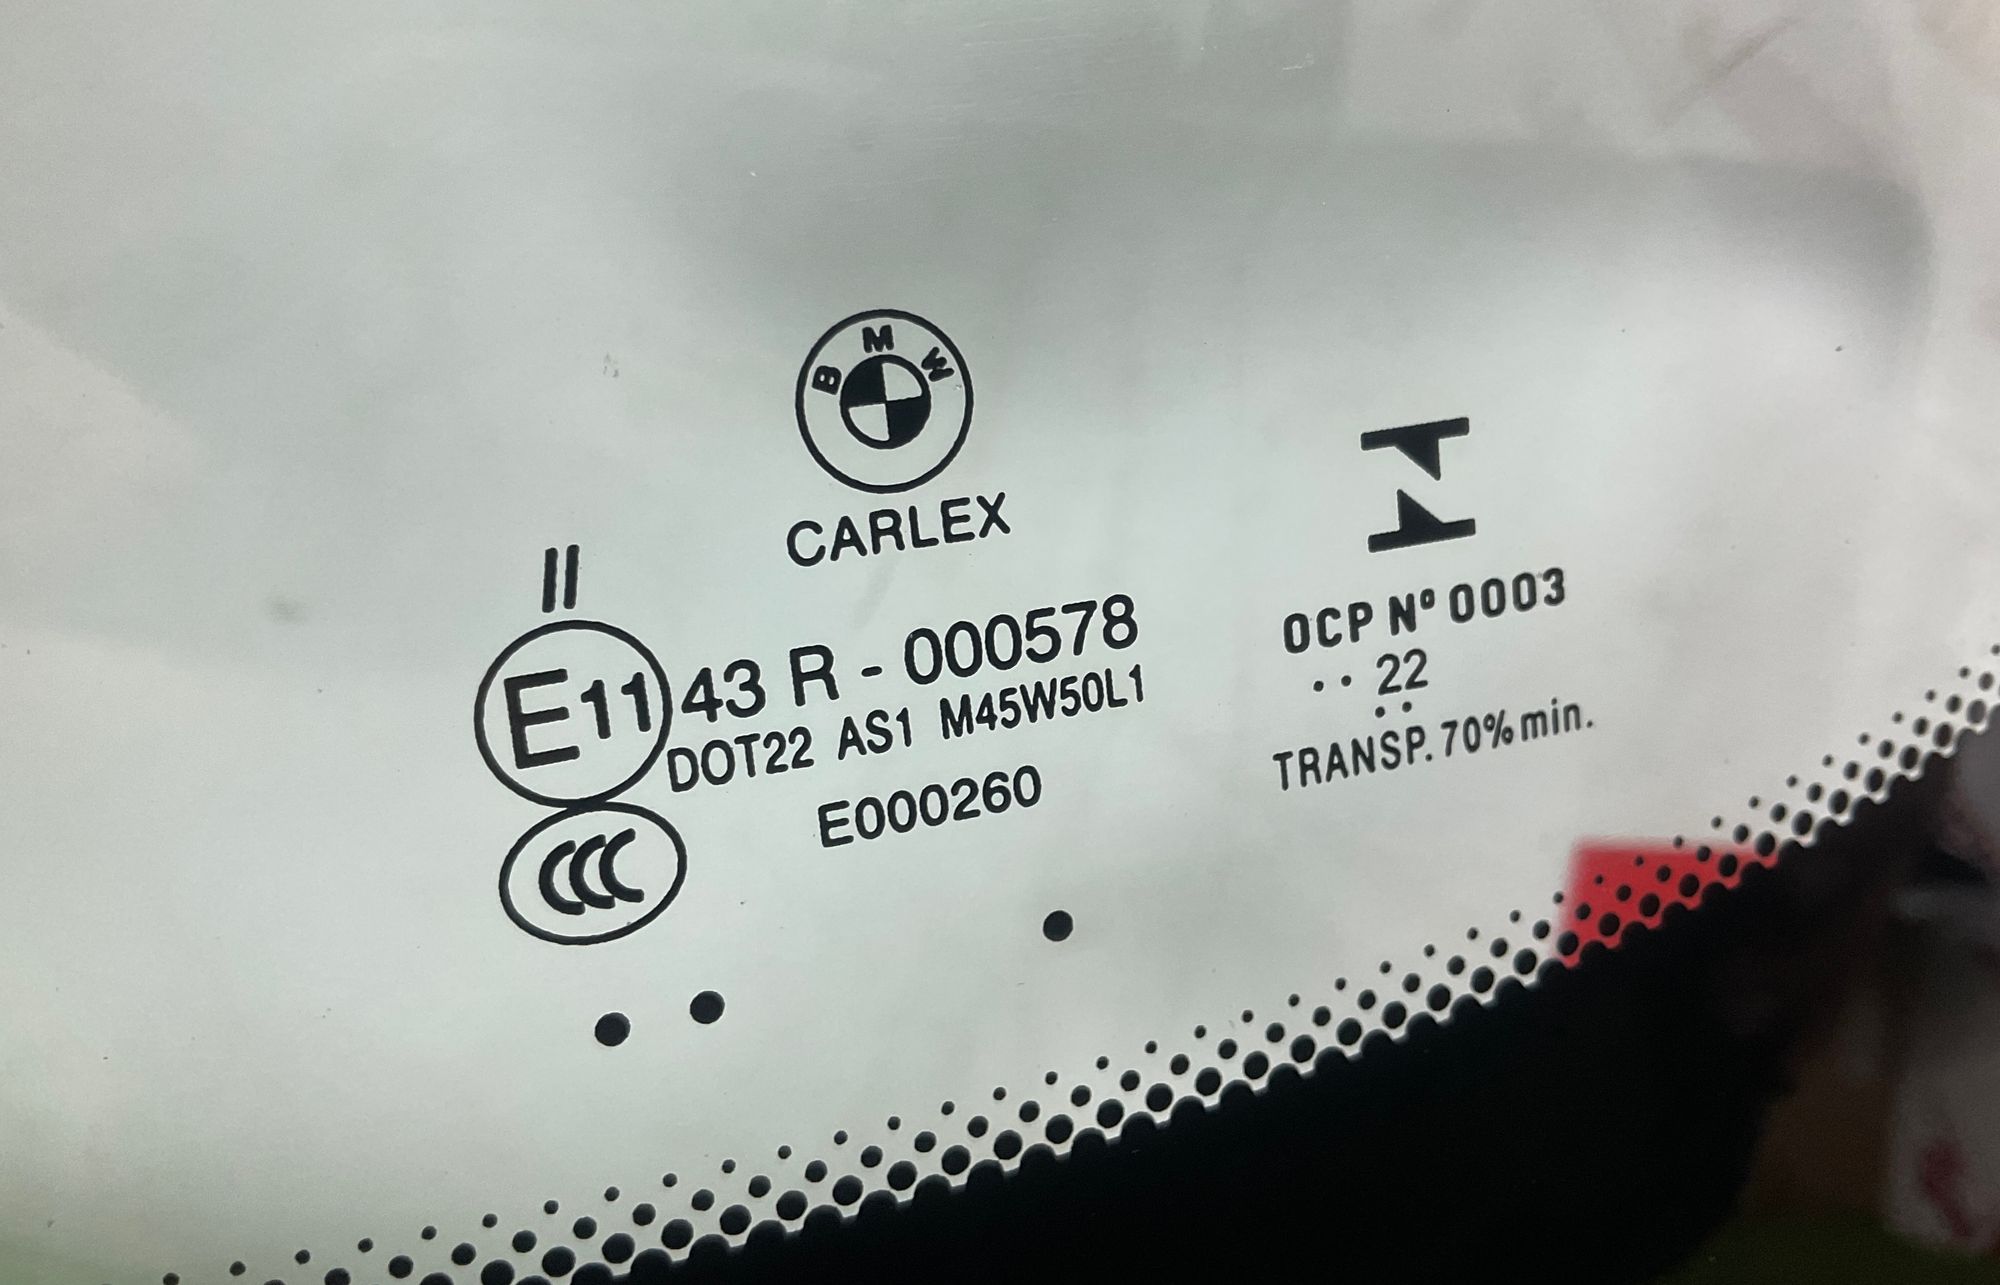 BMW
CARLEX
II
E11 43 R - 000578
DOT22 AS1 M45W50L1
E000260
CCC
OCP Nº 0003
·· 22
··
TRANSP. 70% min.